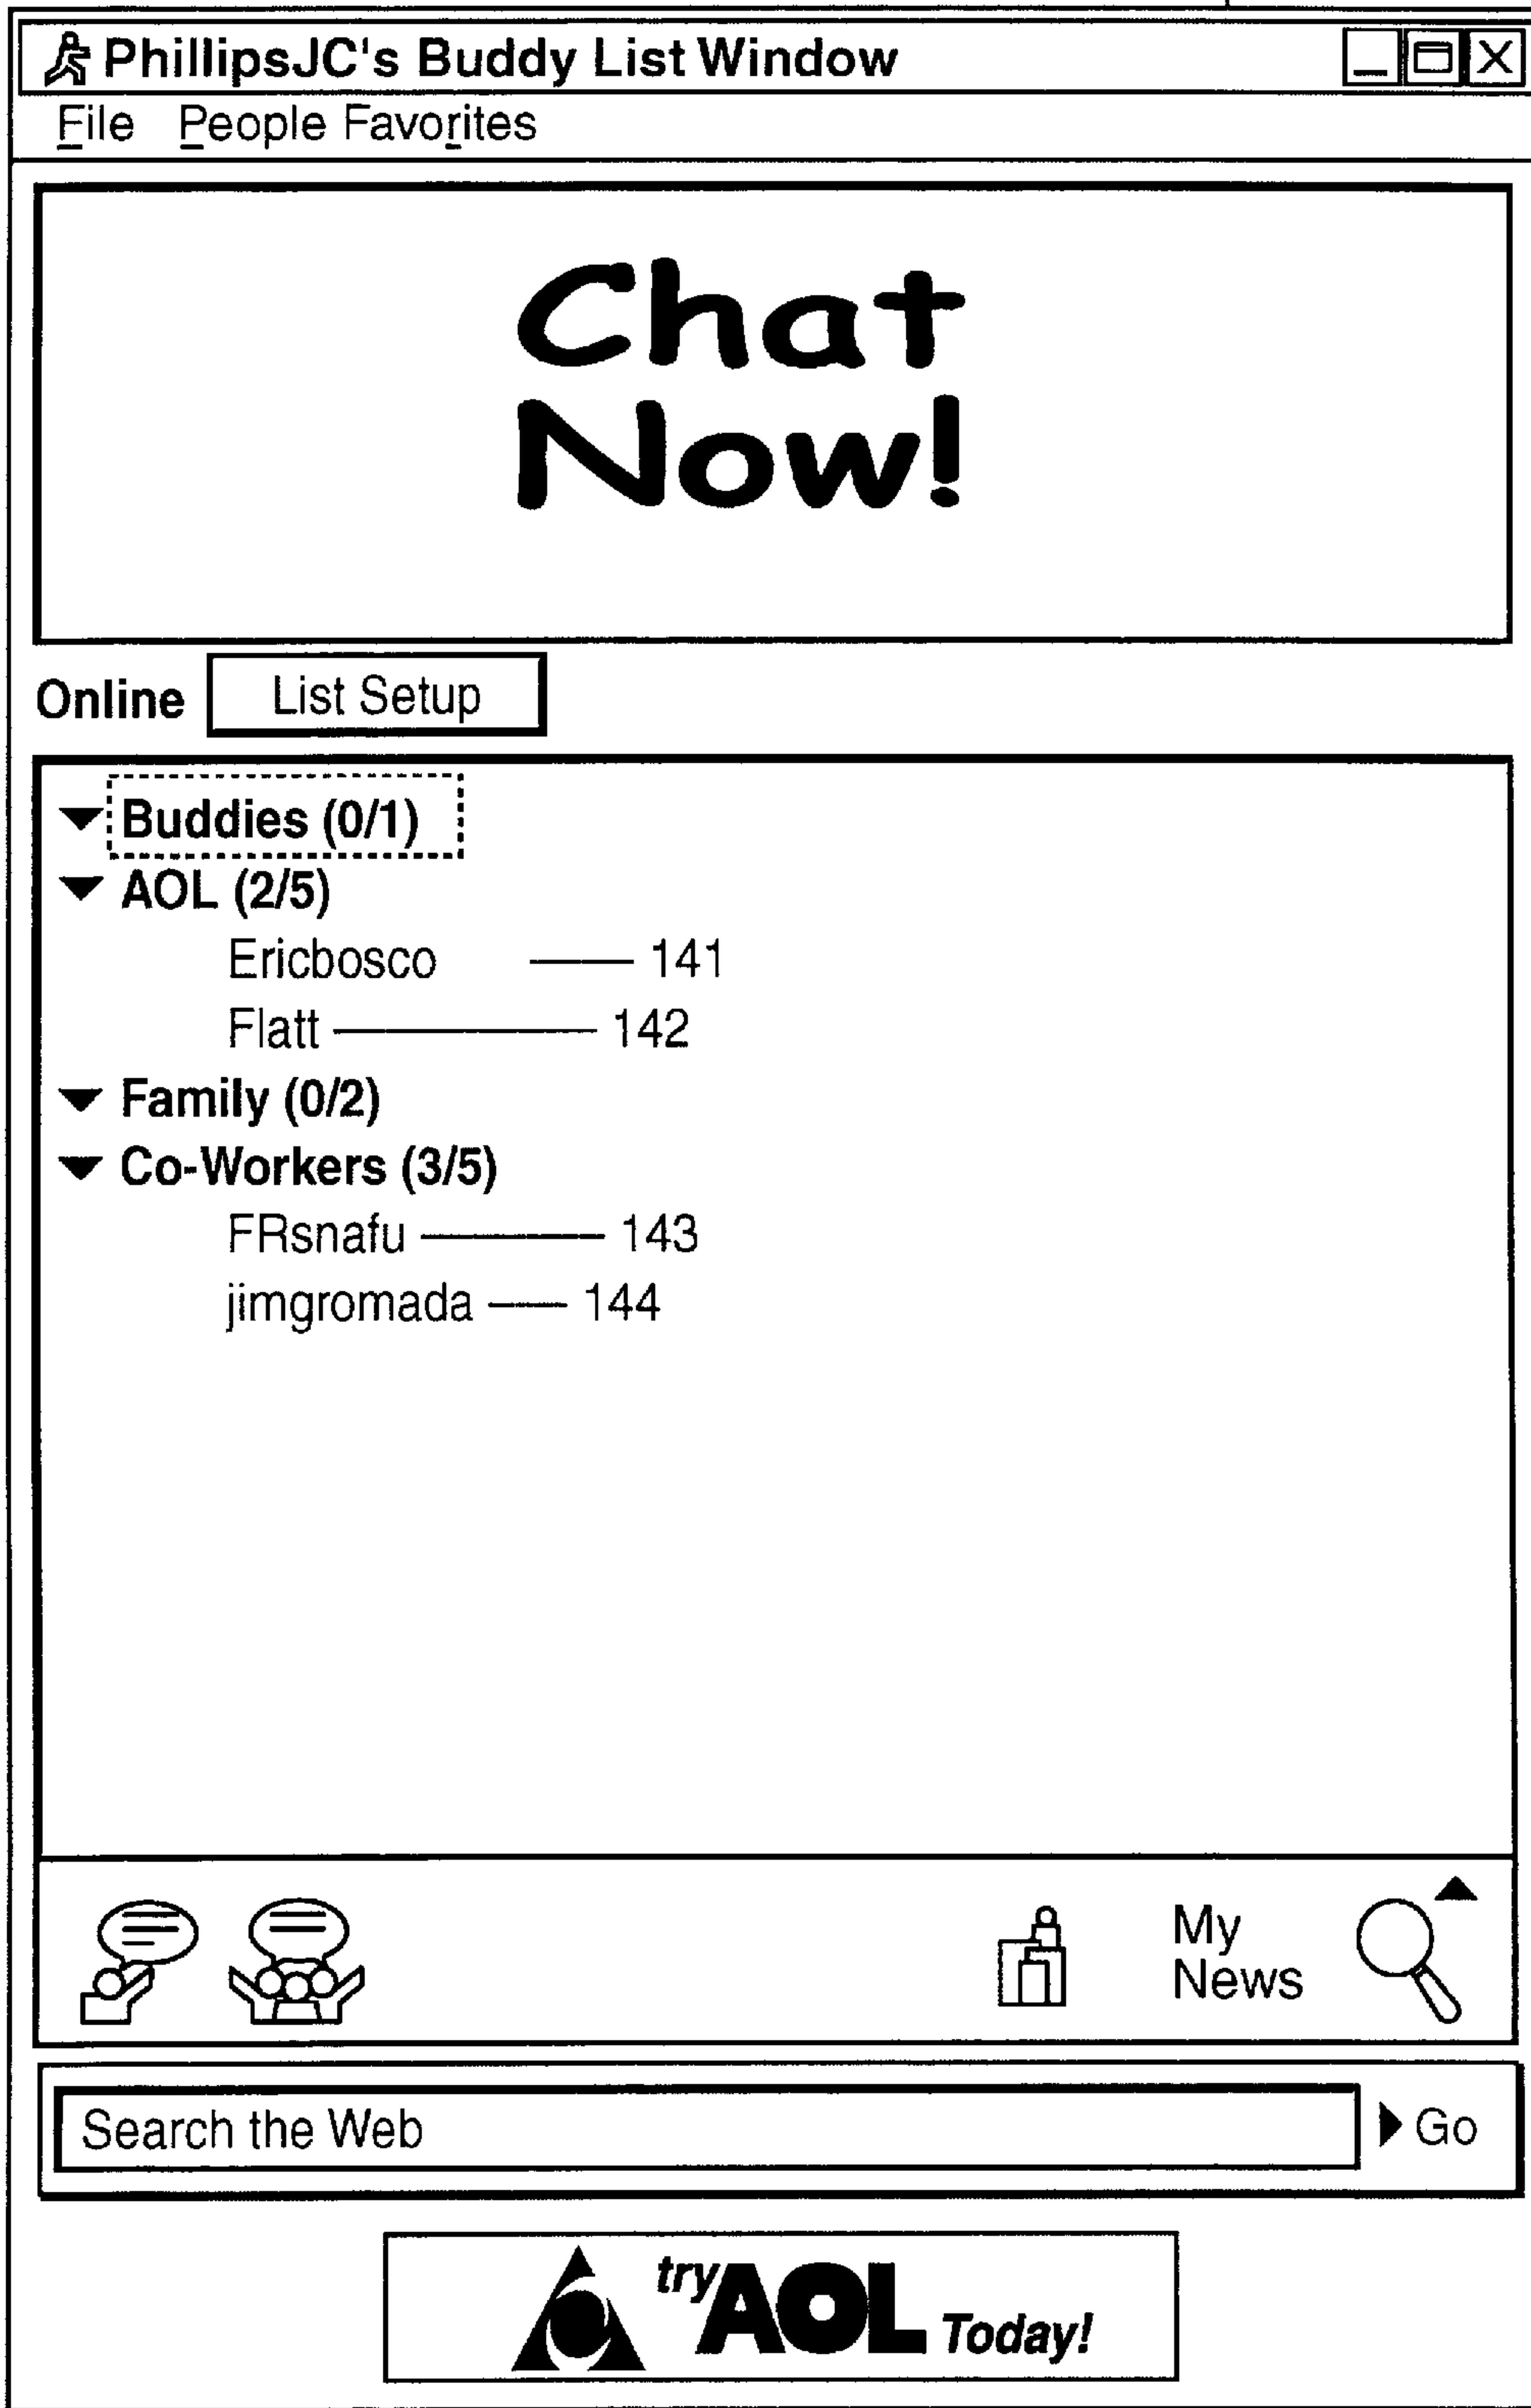 PhillipsJC's Buddy List Window
File People Favorites
Chat
Now!
Online List Setup
Buddies (0/1)
AOL (2/5)
Ericbosco 141
Flatt 142
Family (0/2)
Co-Workers (3/5)
FRsnafu 143
jimgromada 144
My
News
Search the Web Go
try AOL Today!